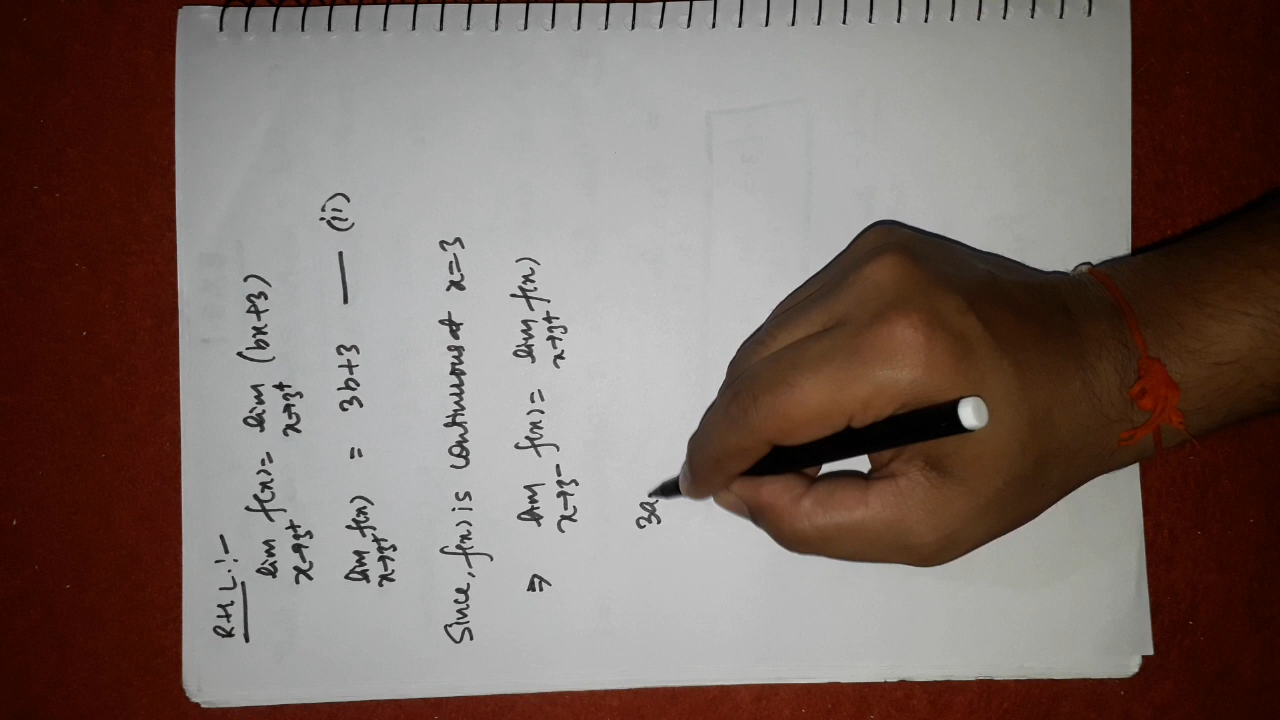 RHL:-
lim f(x) = lim (bx+3)
x→3+ x→3+
lim f(x) = 3b+3 — (ii)
x→3+
Since, f(x) is continuous at x=3
⇒ lim f(x) = lim f(x)
x→3- x→3+
3a